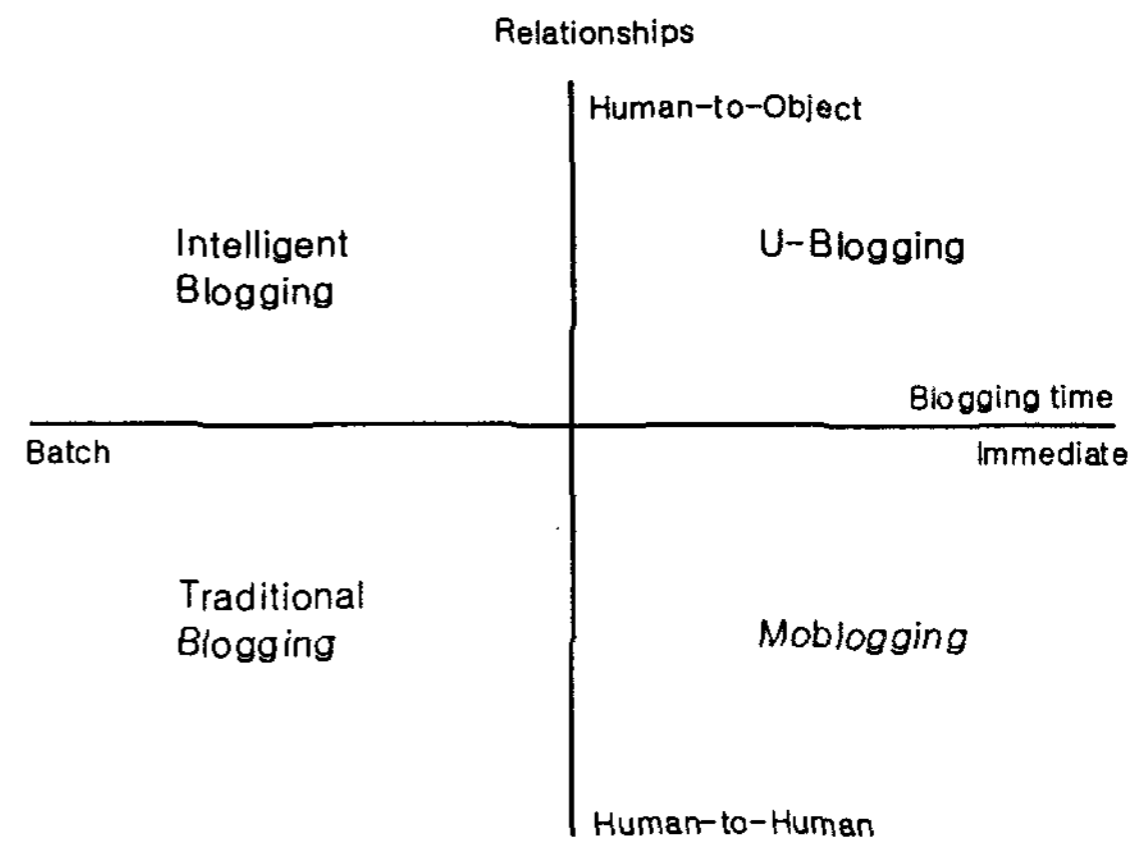 Relationships
Human-to-Object
Intelligent
Blogging
U-Blogging
Blogging time
Batch
Immediate
Traditional
Blogging
Moblogging
Human-to-Human